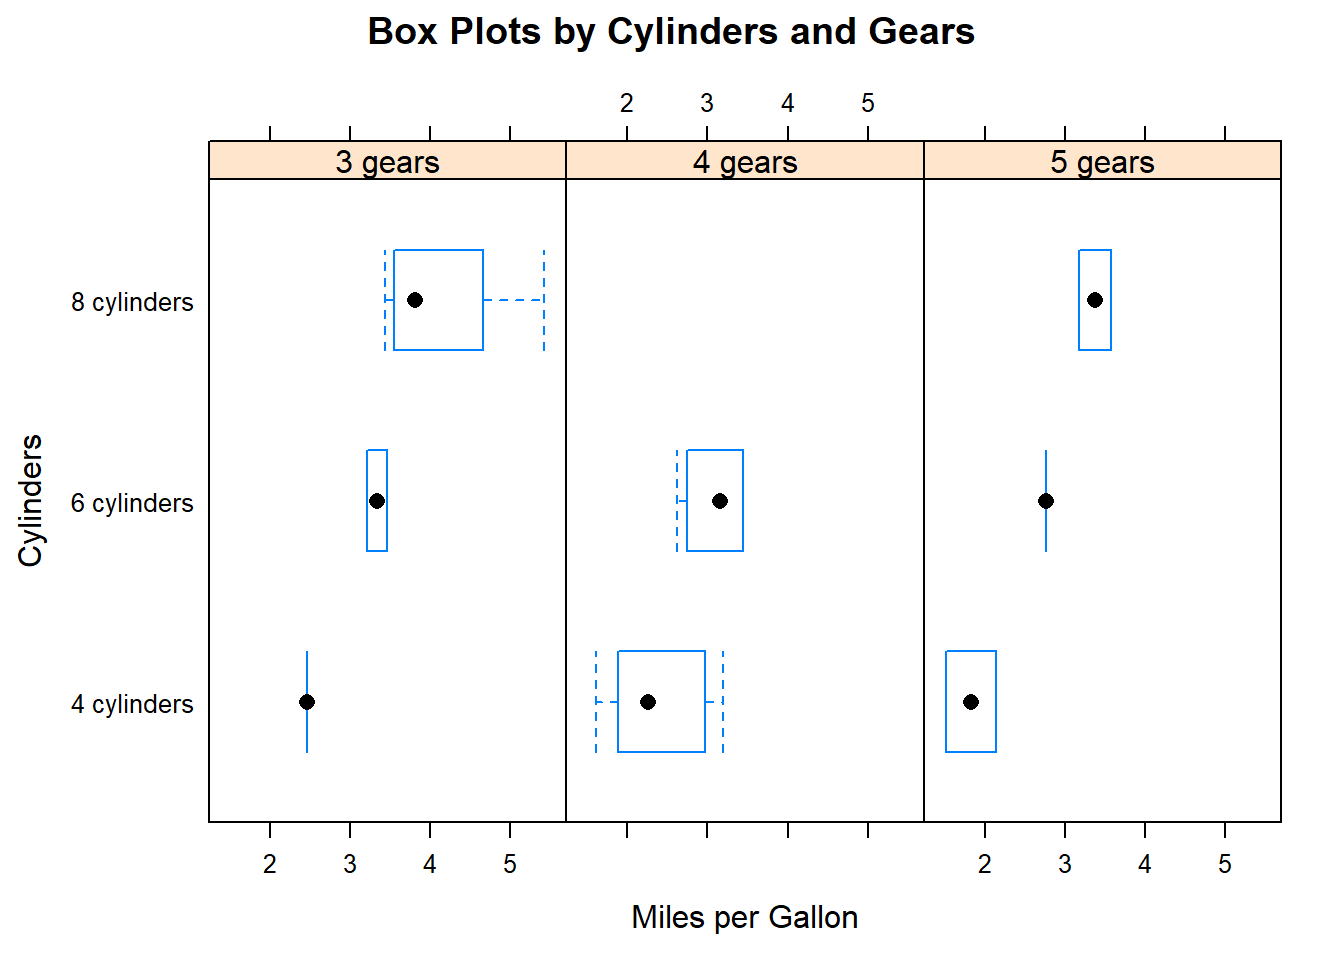 Box Plots by Cylinders and Gears
2 3 4 5
3 gears 4 gears 5 gears
8 cylinders
6 cylinders
4 cylinders
Cylinders
2 3 4 5 2 3 4 5
Miles per Gallon